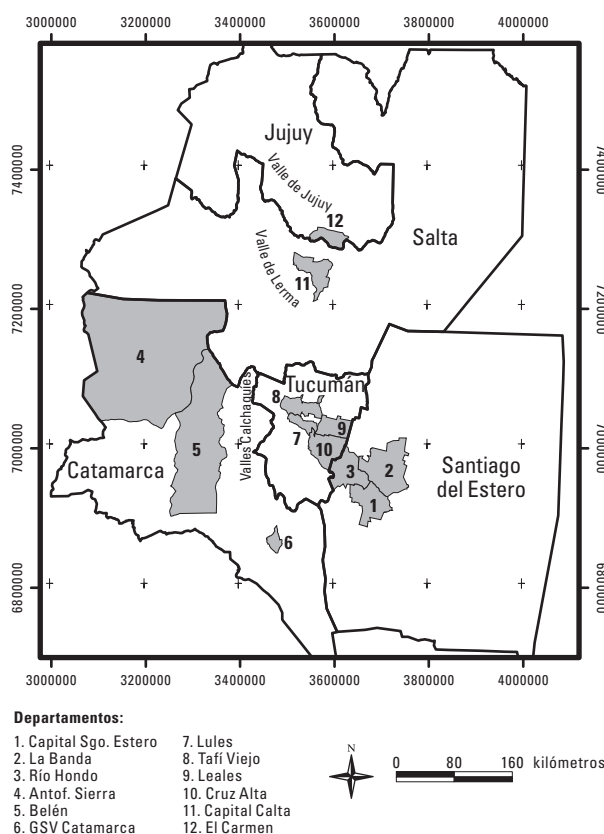 3000000 3200000 3400000 3600000 3800000 4000000
7400000 7400000
7200000 7200000
7000000 7000000
6800000 6800000
Jujuy
Valle de Jujuy
12
Salta
11
Valle de Lerma
4
Valles Calchaquíes
Tucumán
8
9
7
10
5
3
2
1
Catamarca
Santiago
del Estero
6
3000000 3200000 3400000 3600000 3800000 4000000
Departamentos:
1. Capital Sgo. Estero
2. La Banda
3. Río Hondo
4. Antof. Sierra
5. Belén
6. GSV Catamarca
7. Lules
8. Tafí Viejo
9. Leales
10. Cruz Alta
11. Capital Calta
12. El Carmen
N
0 80 160 kilómetros